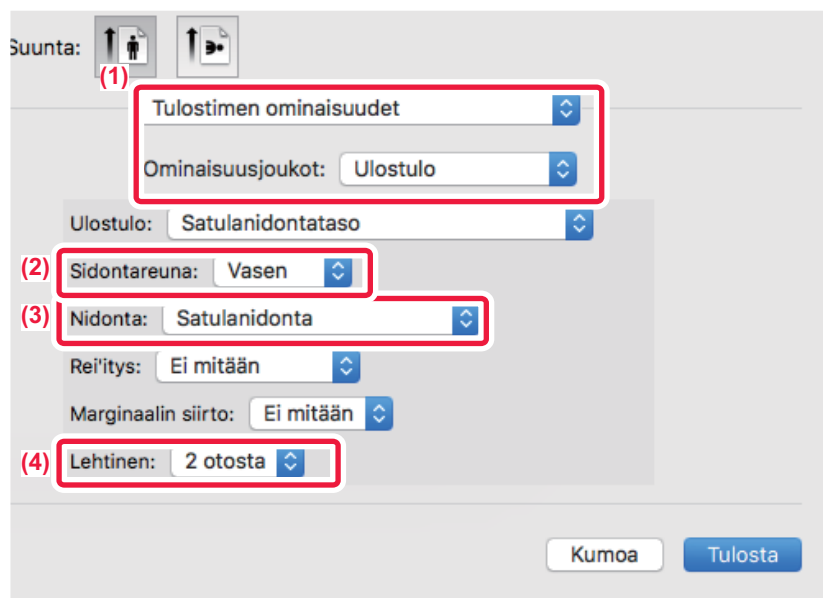 Suunta:
(1)
Tulostimen ominaisuudet
Ominaisuusjoukot: Ulostulo
Ulostulo: Satulanidontataso
(2) Sidontareuna: Vasen
(3) Nidonta: Satulanidonta
Rei'itys: Ei mitään
Marginaalin siirto: Ei mitään
(4) Lehtinen: 2 otosta
Kumoa Tulosta